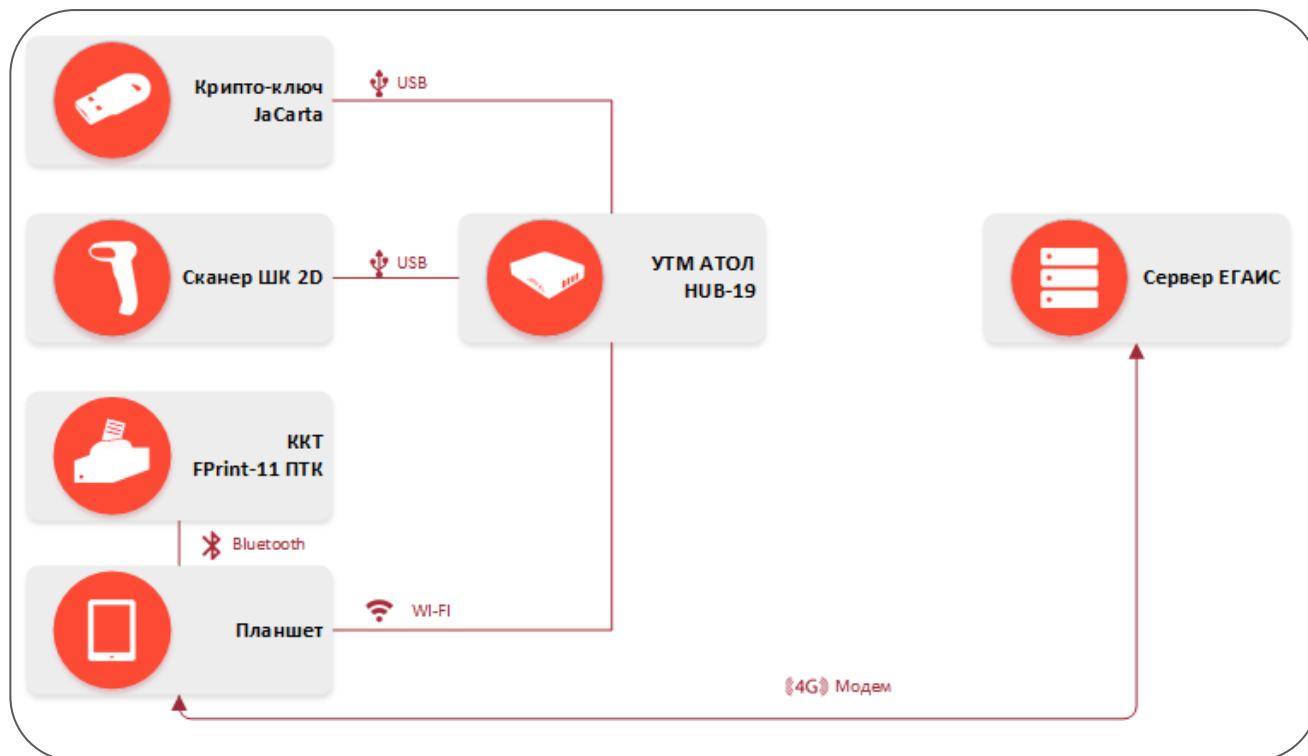 Крипто-ключ
JaCarta
USB
Сканер ШК 2D
USB
УТМ АТОЛ
HUB-19
Сервер ЕГАИС
ККТ
FPrint-11 ПТК
Bluetooth
Планшет
WI-FI
4G Модем